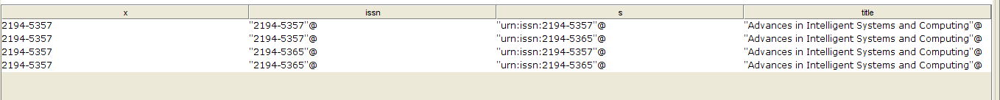 x issn s title
2194-5357 "2194-5357"@ "urn:issn:2194-5357"@ "Advances in Intelligent Systems and Computing"@
2194-5357 "2194-5357"@ "urn:issn:2194-5365"@ "Advances in Intelligent Systems and Computing"@
2194-5357 "2194-5365"@ "urn:issn:2194-5357"@ "Advances in Intelligent Systems and Computing"@
2194-5357 "2194-5365"@ "urn:issn:2194-5365"@ "Advances in Intelligent Systems and Computing"@